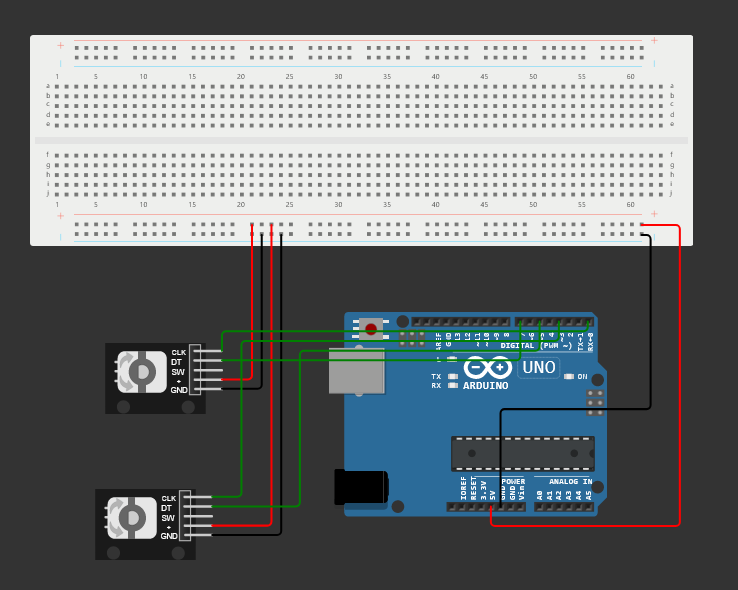 + +
1 5 10 15 20 25 30 35 40 45 50 55 60
a a
b b
c c
d d
e e
f f
g g
h h
i i
j j
1 5 10 15 20 25 30 35 40 45 50 55 60
+ +
CLK
DT
SW
+
GND
CLK
DT
SW
+
GND
AREF
GND
13
12
~11
~10
~9
8
7
~6
~5
4
~3
2
TX→1
RX←0
DIGITAL (PWM ~)
TX
RX
UNO
ON
ARDUINO
IOREF
RESET
3.3V
5V
GND
GND
Vin
POWER
A0
A1
A2
A3
A4
A5
ANALOG IN